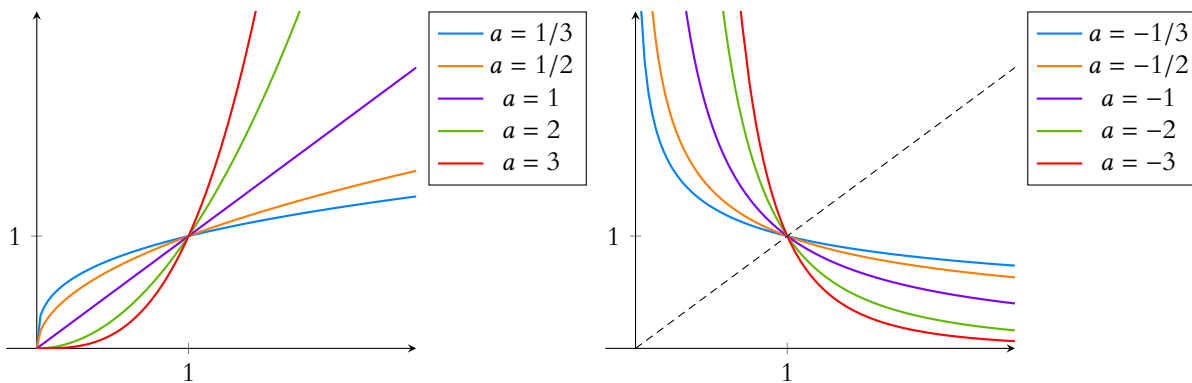 a = 1/3
a = 1/2
a = 1
a = 2
a = 3
1
1
a = −1/3
a = −1/2
a = −1
a = −2
a = −3
1
1